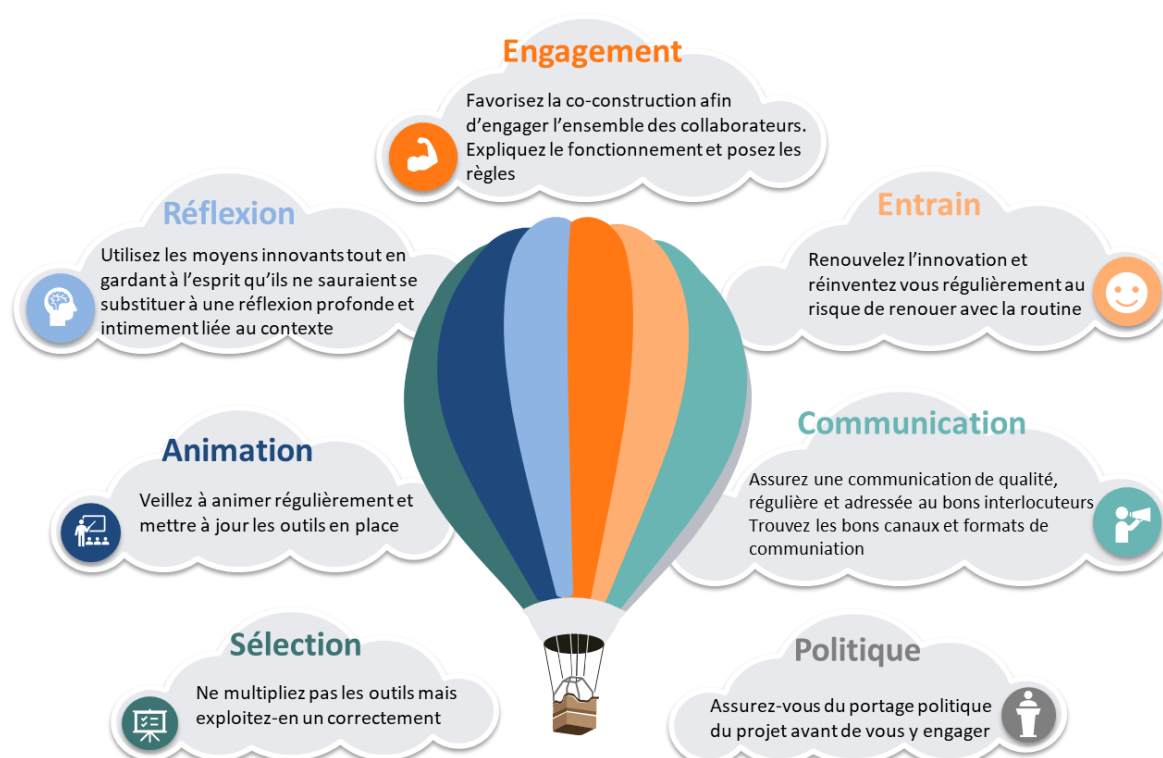 Engagement
Favorisez la co-construction afin
d'engager l'ensemble des collaborateurs.
Expliquez le fonctionnement et posez les
règles
Réflexion
Utilisez les moyens innovants tout en
gardant à l'esprit qu'ils ne sauraient se
substituer à une réflexion profonde et
intimement liée au contexte
Entrain
Renouvelez l'innovation et
réinventez vous régulièrement au
risque de renouer avec la routine
Animation
Veillez à animer régulièrement et
mettre à jour les outils en place
Communication
Assurez une communication de qualité,
régulière et adressée au bons interlocuteurs
Trouvez les bons canaux et formats de
communiation
Sélection
Ne multipliez pas les outils mais
exploitez-en un correctement
Politique
Assurez-vous du portage politique
du projet avant de vous y engager